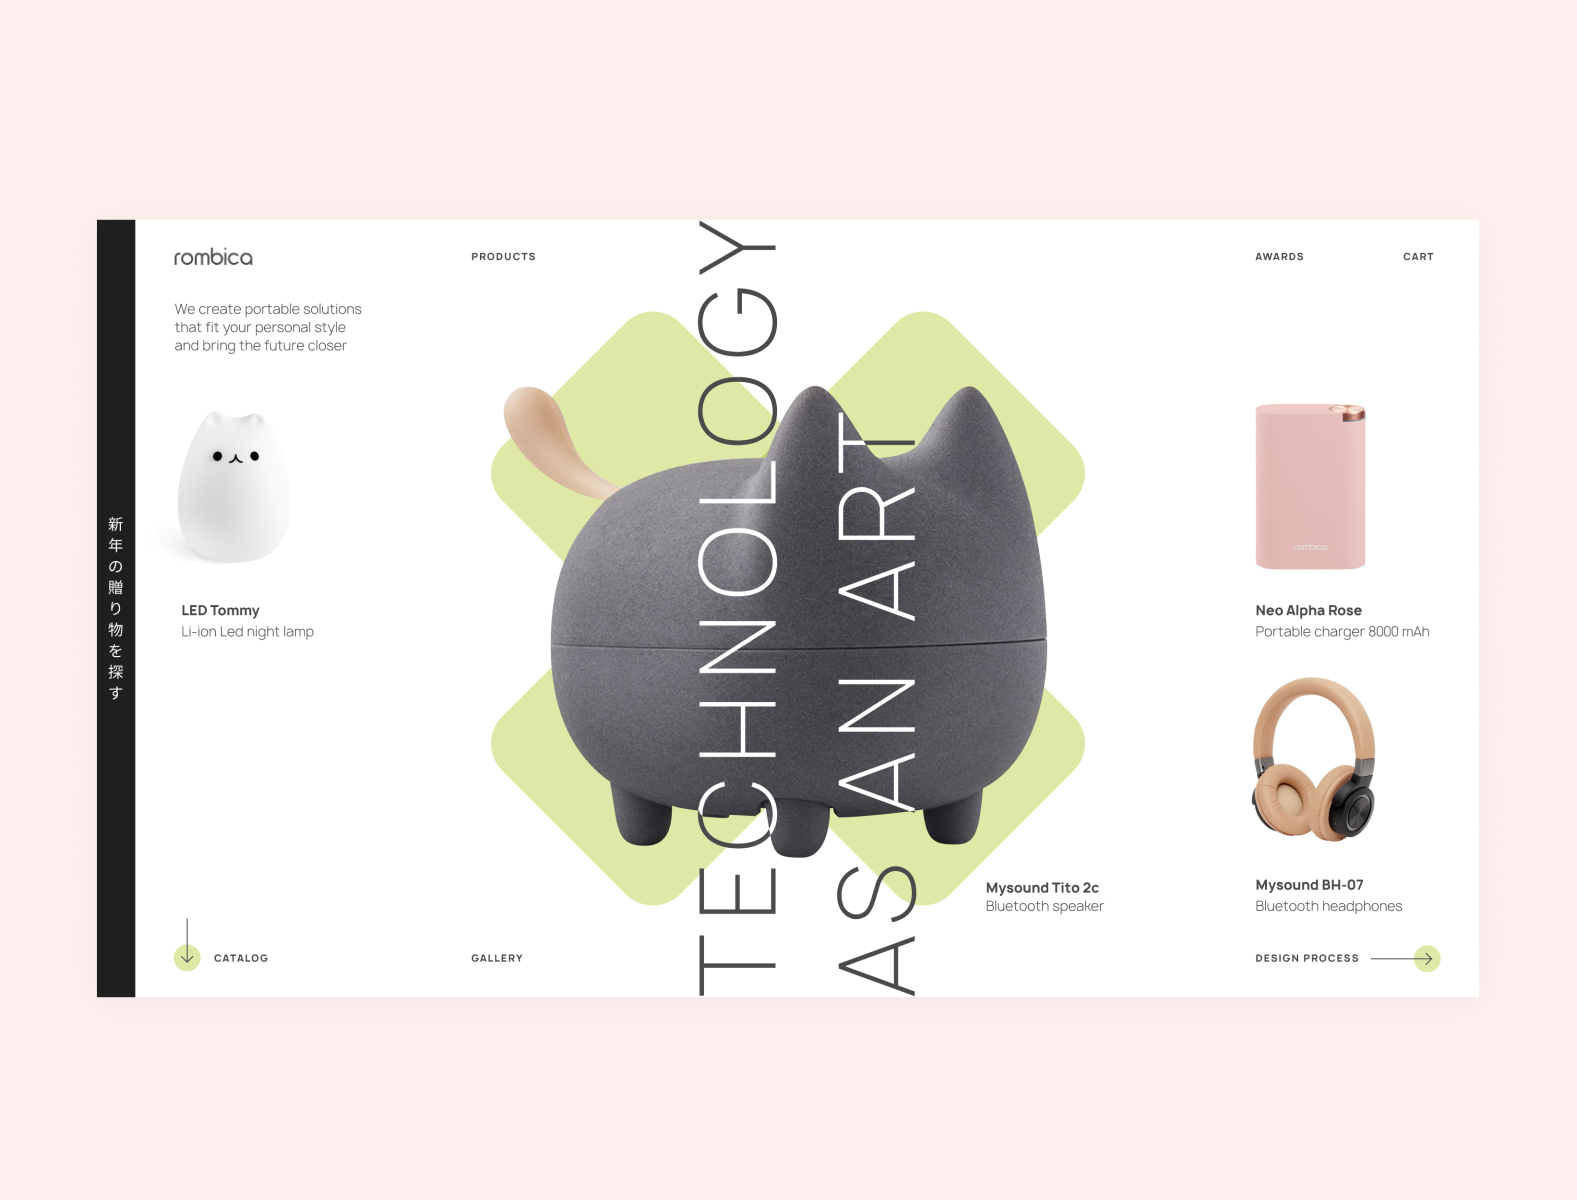 rombica
PRODUCTS
AWARDS
CART
We create portable solutions
that fit your personal style
and bring the future closer
新年の贈り物を探す
TECHNOLOGY
AS AN ART
LED Tommy
Li-ion Led night lamp
rombica
Neo Alpha Rose
Portable charger 8000 mAh
Mysound Tito 2c
Bluetooth speaker
Mysound BH-07
Bluetooth headphones
CATALOG
GALLERY
DESIGN PROCESS